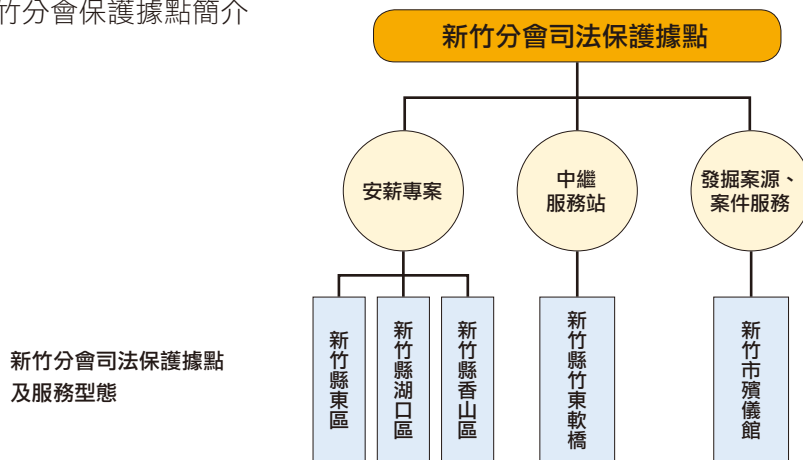 竹分會保護據點簡介
新竹分會司法保護據點
安薪專案
中繼
服務站
發掘案源、
案件服務
新竹縣東區
新竹縣湖口區
新竹縣香山區
新竹縣竹東軟橋
新竹市殯儀館
新竹分會司法保護據點
及服務型態